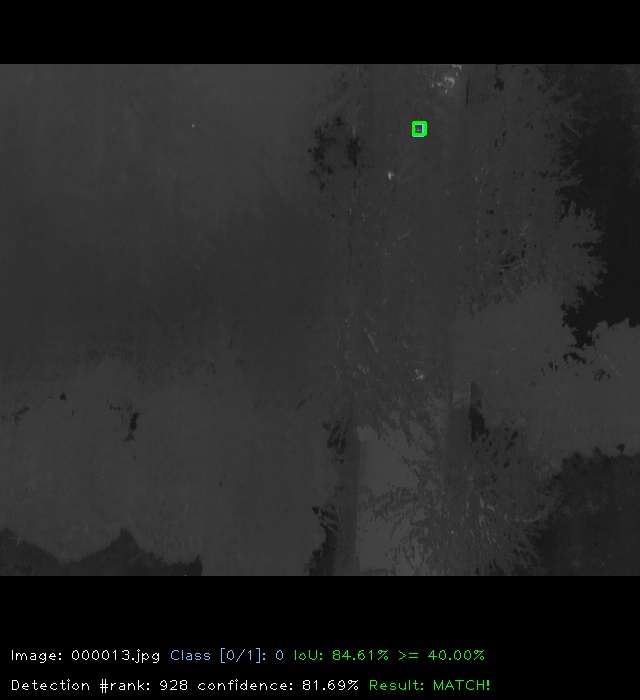 Image: 000013.jpg Class [0/1]: 0 IoU: 84.61% >= 40.00%
Detection #rank: 928 confidence: 81.69% Result: MATCH!